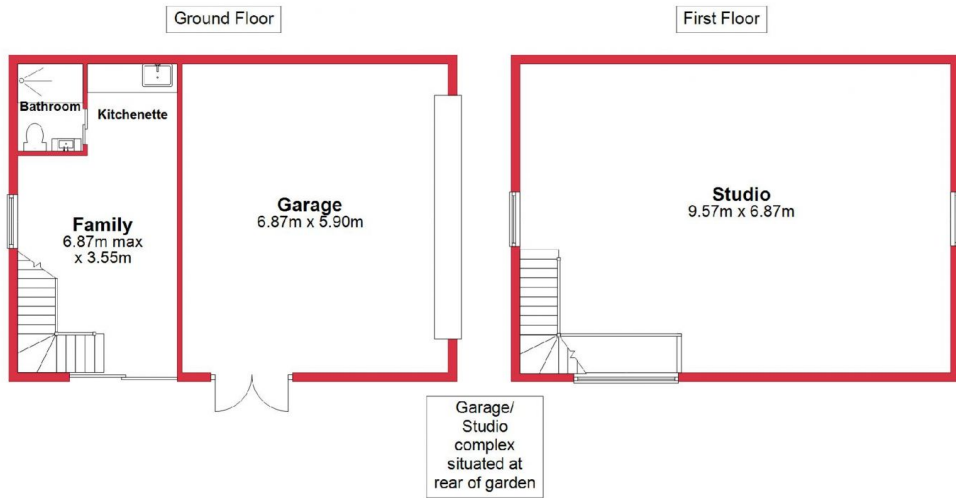 Ground Floor
First Floor
Bathroom
Kitchenette
Family
6.87m max
x 3.55m
Garage
6.87m x 5.90m
Studio
9.57m x 6.87m
Garage/
Studio
complex
situated at
rear of garden